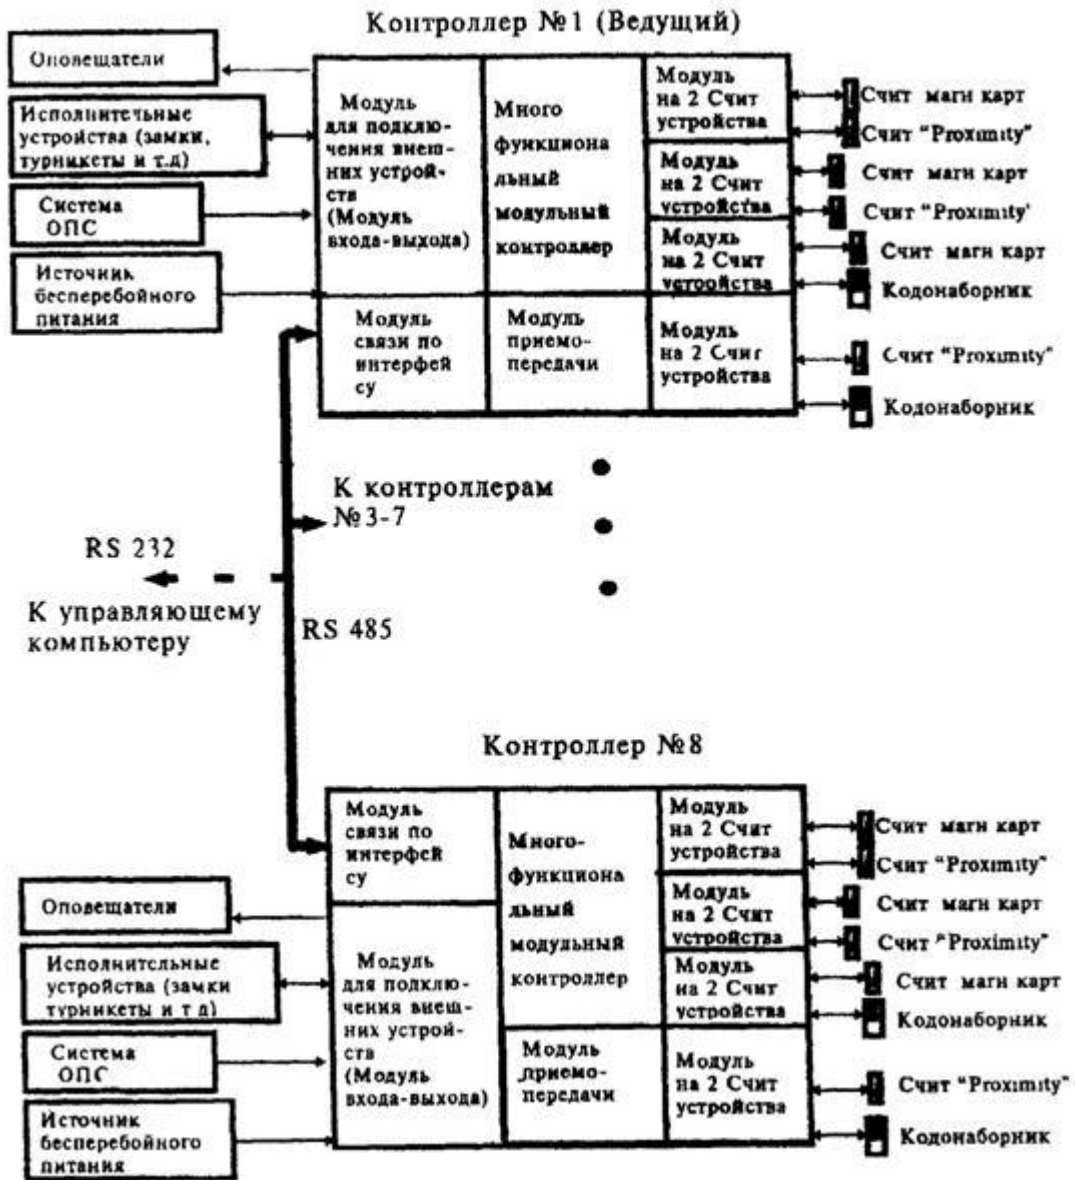 Контроллер №1 (Ведущий)
Оповещатели
Исполнительные
устройства (замки,
турникеты и т.д)
Система
ОПС
Источник
бесперебойного
питания
Модуль
для подклю-
чения внеш-
них устрой-
ств
(Модуль
входа-выхода)
Много
функциона
льный
модульный
контроллер
Модуль
на 2 Счит
устройства
Модуль
на 2 Счит
устройства
Модуль
на 2 Счит
устройства
Модуль
связи по
интерфей
су
Модуль
приемо-
передачи
Модуль
на 2 Счит
устройства
Счит магн карт
Счит "Proximity"
Счит магн карт
Счит "Proximity'
Счит магн карт
Кодонаборник
Счит "Proximity"
Кодонаборник
К контроллерам
№3-7
RS 232
К управляющему
компьютеру
RS 485
Контроллер №8
Оповещатели
Исполнительные
устройства (замки
турникеты и т д)
Система
ОПС
Источник
бесперебойного
питания
Модуль
связи по
интерфей
су
Модуль
для подклю-
чения внеш-
них устрой-
ств
(Модуль
входа-выхода)
Много-
функциона
льный
модульный
контроллер
Модуль
приемо-
передачи
Модуль
на 2 Счит
устройства
Модуль
на 2 Счит
устройства
Модуль
на 2 Счит
устройства
Модуль
на 2 Счит
устройства
Счит магн карт
Счит "Proximity"
Счит магн карт
Счит "Proximity"
Счит магн карт
Кодонаборник
Счит "Proximity"
Кодонаборник